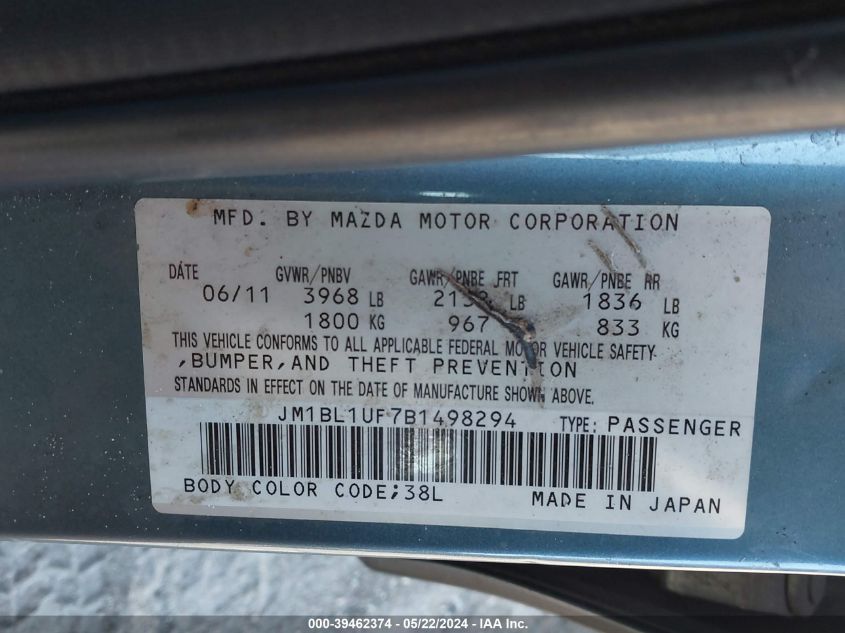 MFD. BY MAZDA MOTOR CORPORATION
DATE GVWR/PNBV GAWR/PNBE FRT GAWR/PNBE RR
06/11 3968 LB LB 1836 LB
1800 KG 967 833 KG
THIS VEHICLE CONFORMS TO ALL APPLICABLE FEDERAL MOTOR VEHICLE SAFETY
,BUMPER,AND THEFT PREVENTION
STANDARDS IN EFFECT ON THE DATE OF MANUFACTURE SHOWN ABOVE.
JM1BL1UF7B1498294 TYPE: PASSENGER
BODY COLOR CODE;38L MADE IN JAPAN
000-39462374 - 05/22/2024 - IAA Inc.